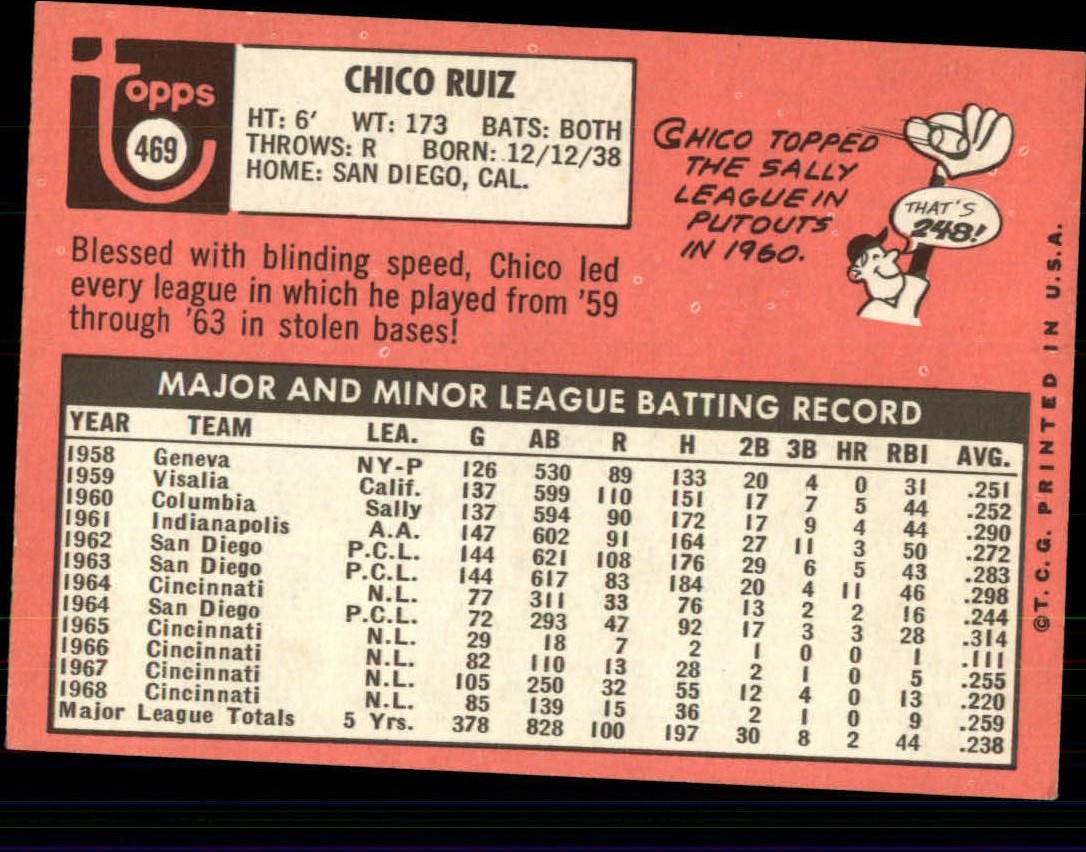 topps
469
CHICO RUIZ
HT: 6' WT: 173 BATS: BOTH
THROWS: R BORN: 12/12/38
HOME: SAN DIEGO, CAL.
CHICO TOPPED
THE SALLY
LEAGUE IN
PUTOUTS
IN 1960.
THAT'S
248!
Blessed with blinding speed, Chico led
every league in which he played from '59
through '63 in stolen bases!
MAJOR AND MINOR LEAGUE BATTING RECORD
YEAR TEAM LEA. G AB R H 2B 3B HR RBI AVG.
1958 Geneva NY-P 126 530 89 133 20 4 0 31 .251
1959 Visalia Calif. 137 599 110 151 17 7 5 44 .252
1960 Columbia Sally 137 594 90 172 17 9 4 44 .290
1961 Indianapolis A.A. 147 602 91 164 27 11 3 50 .272
1962 San Diego P.C.L. 144 621 108 176 29 6 5 43 .283
1963 San Diego P.C.L. 144 617 83 184 20 4 11 46 .298
1964 Cincinnati N.L. 77 311 33 76 13 2 2 16 .244
1964 San Diego P.C.L. 72 293 47 92 17 3 3 28 .314
1965 Cincinnati N.L. 29 18 7 2 1 0 0 1 .111
1966 Cincinnati N.L. 82 110 13 28 2 1 0 5 .255
1967 Cincinnati N.L. 105 250 32 55 12 4 0 13 .220
1968 Cincinnati N.L. 85 139 15 36 2 1 0 9 .259
Major League Totals 5 Yrs. 378 828 100 197 30 8 2 44 .238
©T. C. G. PRINTED IN U.S.A.